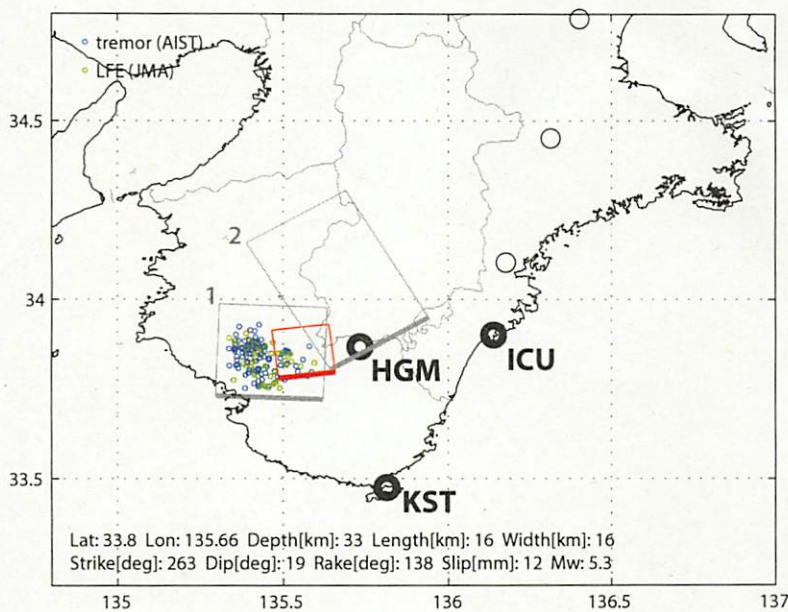 tremor (AIST)
LFE (JMA)
34.5
2
34
1
HGM
ICU
33.5
KST
Lat: 33.8 Lon: 135.66 Depth[km]: 33 Length[km]: 16 Width[km]: 16
Strike[deg]: 263 Dip[deg]: 19 Rake[deg]: 138 Slip[mm]: 12 Mw: 5.3
135 135.5 136 136.5 137